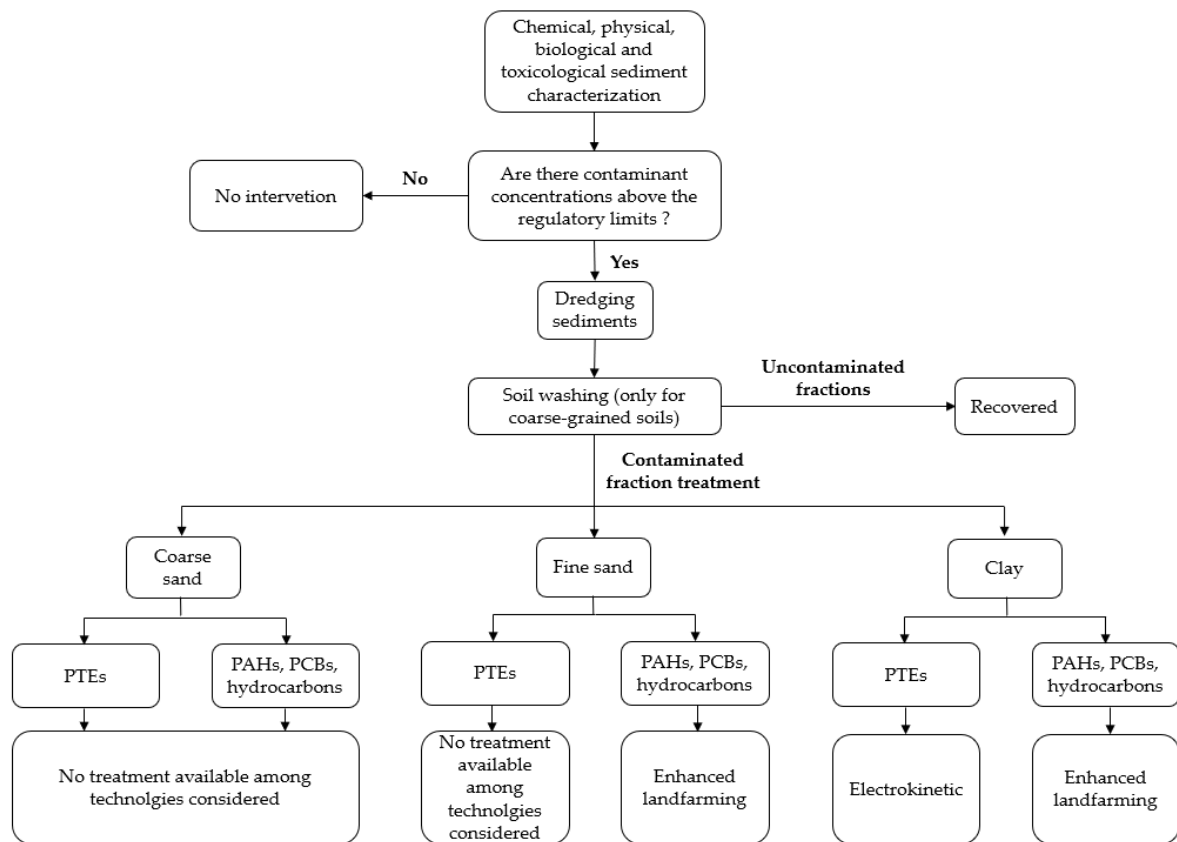 Chemical, physical,
biological and
toxicological sediment
characterization
Are there contaminant
concentrations above the
regulatory limits ?
No
No intervetion
Yes
Dredging
sediments
Soil washing (only for
coarse-grained soils)
Uncontaminated
fractions
Recovered
Contaminated
fraction treatment
Coarse
sand
Fine sand
Clay
PTEs
PAHs, PCBs,
hydrocarbons
PTEs
PAHs, PCBs,
hydrocarbons
PTEs
PAHs, PCBs,
hydrocarbons
No treatment available among
technolgies considered
No treatment
available
among
technolgies
considered
Enhanced
landfarming
Electrokinetic
Enhanced
landfarming